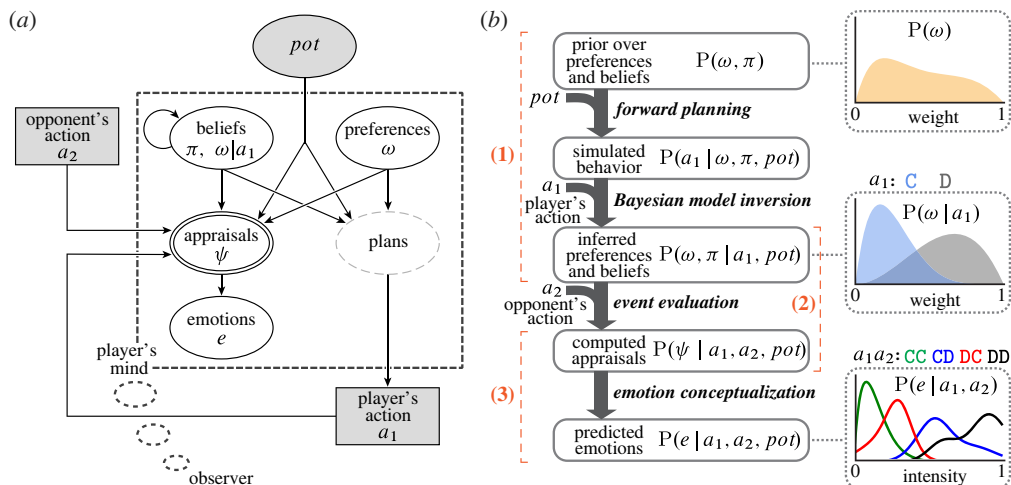 (a)
pot
opponent's
action
a₂
beliefs
π, ω|a₁
preferences
ω
appraisals
ψ
plans
emotions
e
player's
mind
player's
action
a₁
observer
(b)
prior over
preferences
and beliefs
P(ω, π)
pot
forward planning
(1)
simulated
behavior
P(a₁ | ω, π, pot)
a₁
player's
action
Bayesian model inversion
inferred
preferences
and beliefs
P(ω, π | a₁, pot)
a₂
opponent's
action
event evaluation
(2)
computed
appraisals
P(ψ | a₁, a₂, pot)
(3)
emotion conceptualization
predicted
emotions
P(e | a₁, a₂, pot)
P(ω)
0 1
weight
a₁: C D
P(ω | a₁)
0 1
weight
a₁a₂: CC CD DC DD
P(e | a₁, a₂)
0 1
intensity